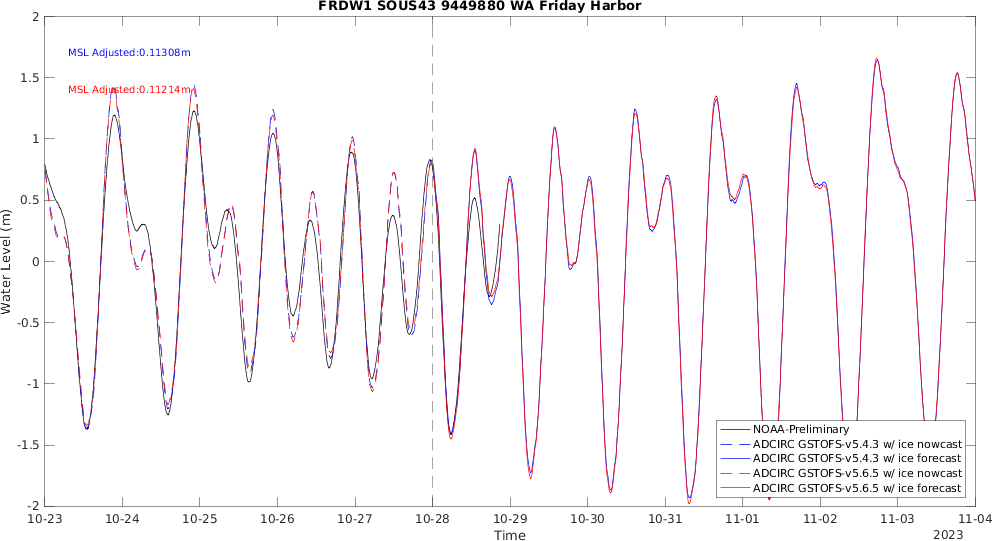 FRDW1 SOUS43 9449880 WA Friday Harbor
MSL Adjusted:0.11308m
MSL Adjusted:0.11214m
Water Level (m)
2
1.5
1
0.5
0
-0.5
-1
-1.5
-2
NOAA-Preliminary
ADCIRC GSTOFS-v5.4.3 w/ ice nowcast
ADCIRC GSTOFS-v5.4.3 w/ ice forecast
ADCIRC GSTOFS-v5.6.5 w/ ice nowcast
ADCIRC GSTOFS-v5.6.5 w/ ice forecast
10-23 10-24 10-25 10-26 10-27 10-28 10-29 10-30 10-31 11-01 11-02 11-03 11-04
Time
2023